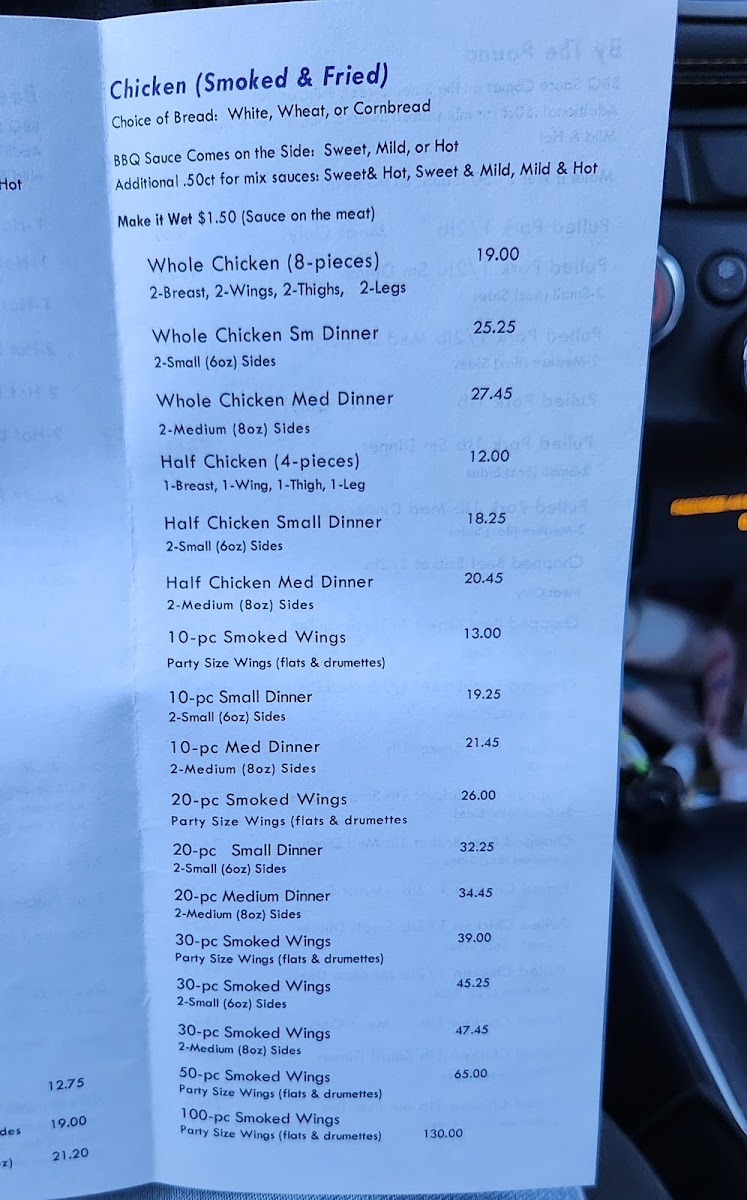 Chicken (Smoked & Fried)
Choice of Bread: White, Wheat, or Cornbread
BBQ Sauce Comes on the Side: Sweet, Mild, or Hot
Additional .50ct for mix sauces: Sweet& Hot, Sweet & Mild, Mild & Hot
Make it Wet $1.50 (Sauce on the meat)
Whole Chicken (8-pieces) 19.00
2-Breast, 2-Wings, 2-Thighs, 2-Legs
Whole Chicken Sm Dinner 25.25
2-Small (6oz) Sides
Whole Chicken Med Dinner 27.45
2-Medium (8oz) Sides
Half Chicken (4-pieces) 12.00
1-Breast, 1-Wing, 1-Thigh, 1-Leg
Half Chicken Small Dinner 18.25
2-Small (6oz) Sides
Half Chicken Med Dinner 20.45
2-Medium (8oz) Sides
10-pc Smoked Wings 13.00
Party Size Wings (flats & drumettes)
10-pc Small Dinner 19.25
2-Small (6oz) Sides
10-pc Med Dinner 21.45
2-Medium (8oz) Sides
20-pc Smoked Wings 26.00
Party Size Wings (flats & drumettes
20-pc Small Dinner 32.25
2-Small (6oz) Sides
20-pc Medium Dinner 34.45
2-Medium (8oz) Sides
30-pc Smoked Wings 39.00
Party Size Wings (flats & drumettes)
30-pc Smoked Wings 45.25
2-Small (6oz) Sides
30-pc Smoked Wings 47.45
2-Medium (8oz) Sides
50-pc Smoked Wings 65.00
Party Size Wings (flats & drumettes)
100-pc Smoked Wings
Party Size Wings (flats & drumettes) 130.00
Hot
12.75
des 19.00
z) 21.20